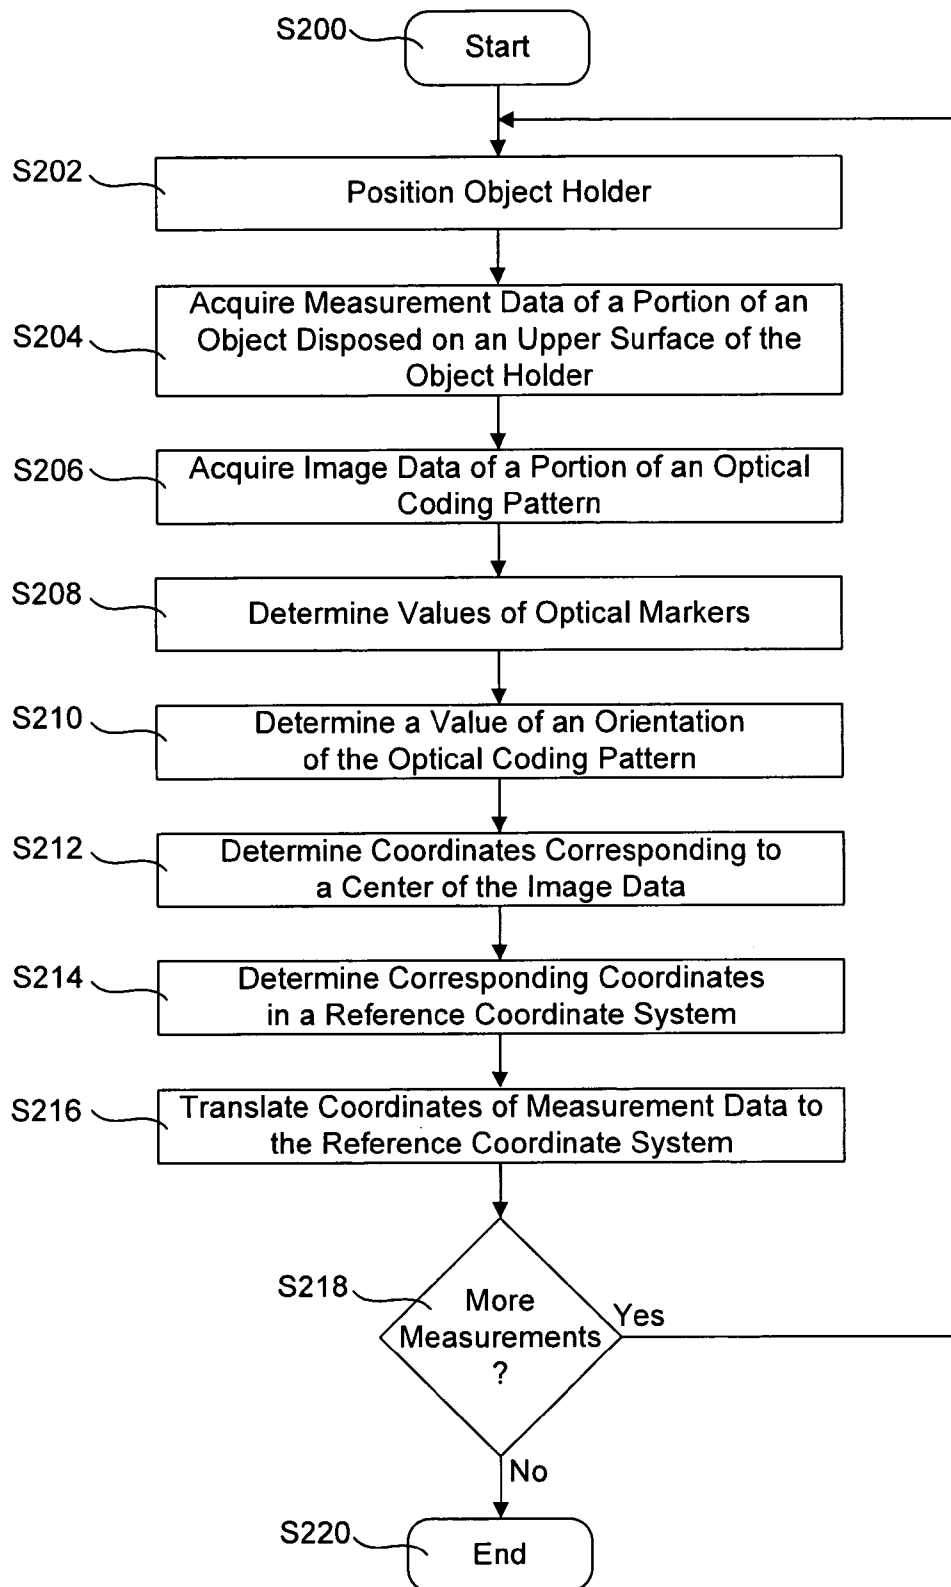 S200
Start
S202
Position Object Holder
S204
Acquire Measurement Data of a Portion of an
Object Disposed on an Upper Surface of the
Object Holder
S206
Acquire Image Data of a Portion of an Optical
Coding Pattern
S208
Determine Values of Optical Markers
S210
Determine a Value of an Orientation
of the Optical Coding Pattern
S212
Determine Coordinates Corresponding to
a Center of the Image Data
S214
Determine Corresponding Coordinates
in a Reference Coordinate System
S216
Translate Coordinates of Measurement Data to
the Reference Coordinate System
S218
More
Measurements
?
Yes
No
S220
End